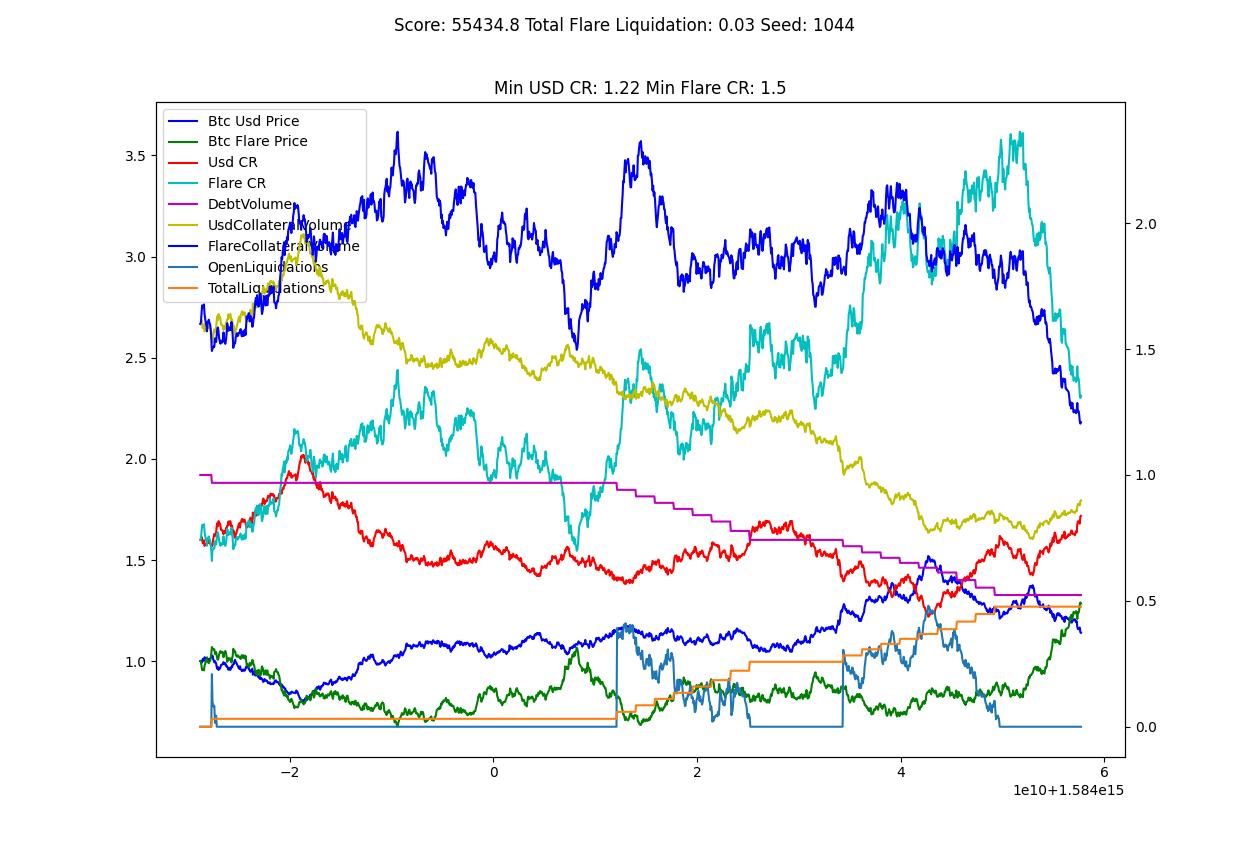 Score: 55434.8 Total Flare Liquidation: 0.03 Seed: 1044
Min USD CR: 1.22 Min Flare CR: 1.5
Btc Usd Price
Btc Flare Price
Usd CR
Flare CR
DebtVolume
UsdCollateralVolume
FlareCollateralVolume
OpenLiquidations
TotalLiquidations
3.5
3.0
2.5
2.0
1.5
1.0
2.0
1.5
1.0
0.5
0.0
−2
0
2
4
6
1e10+1.584e15